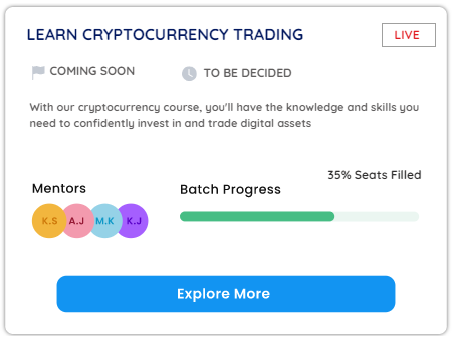 LEARN CRYPTOCURRENCY TRADING
LIVE
COMING SOON
TO BE DECIDED
With our cryptocurrency course, you'll have the knowledge and skills you
need to confidently invest in and trade digital assets
35% Seats Filled
Mentors
Batch Progress
K.S A.J M.K K.J
Explore More